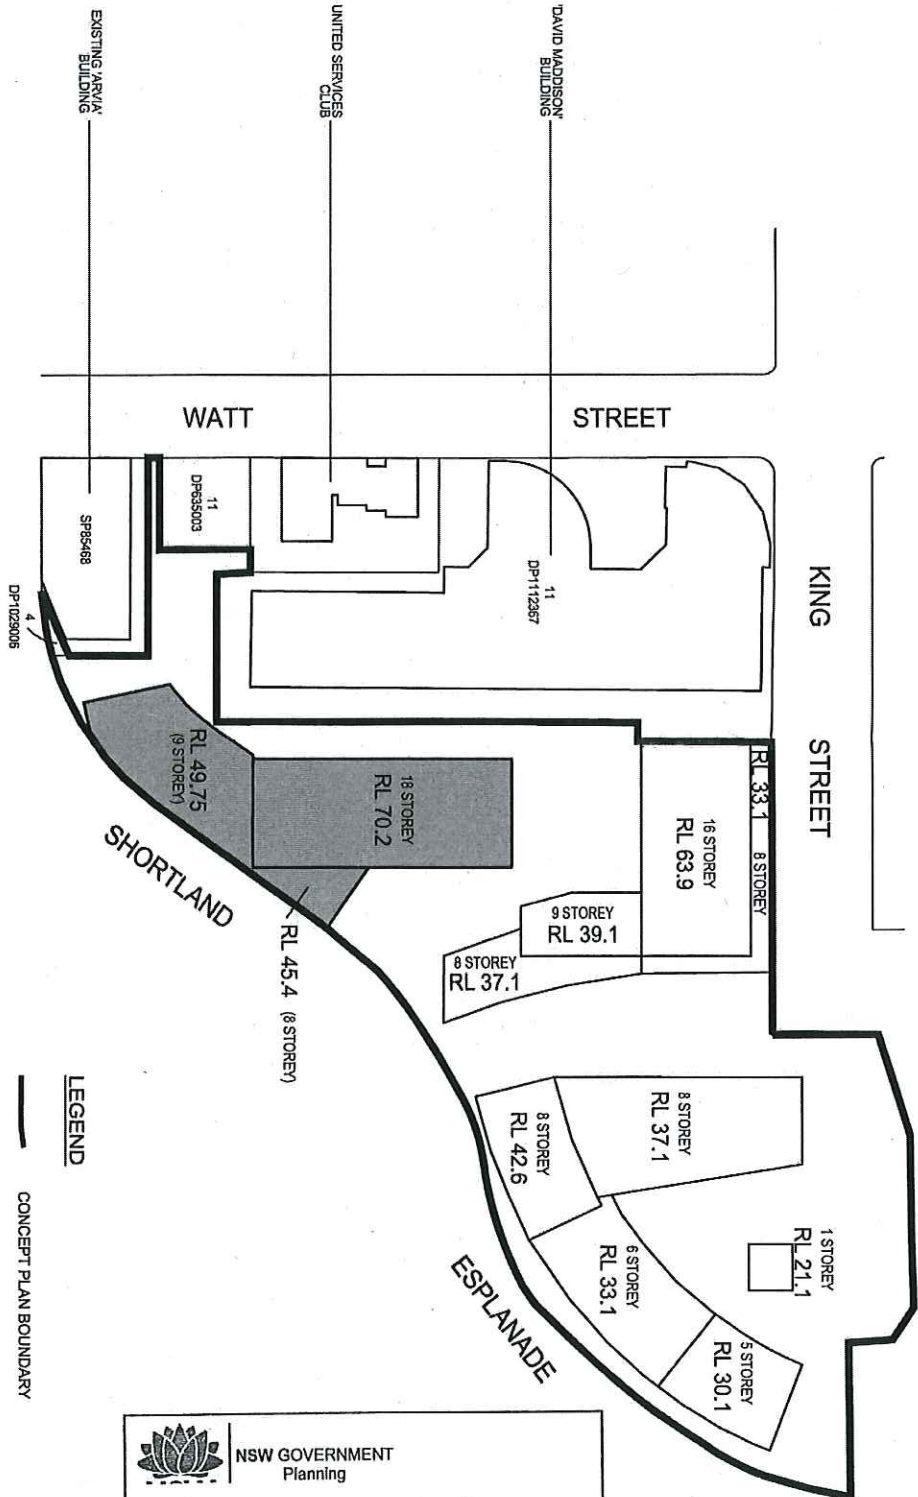 'DAVID MADDISON'
BUILDING
UNITED SERVICES
CLUB
EXISTING 'ARVIA'
BUILDING
WATT STREET
KING STREET
11
DP635003
SP85468
4
DP1029006
11
DP1112367
RL 33.1 8 STOREY
16 STOREY
RL 63.9
18 STOREY
RL 70.2
RL 49.75
(9 STOREY)
9 STOREY
RL 39.1
8 STOREY
RL 37.1
RL 45.4 (8 STOREY)
SHORTLAND ESPLANADE
8 STOREY
RL 37.1
8 STOREY
RL 42.6
1 STOREY
RL 21.1
6 STOREY
RL 33.1
5 STOREY
RL 30.1
LEGEND
CONCEPT PLAN BOUNDARY
NSW GOVERNMENT
Planning